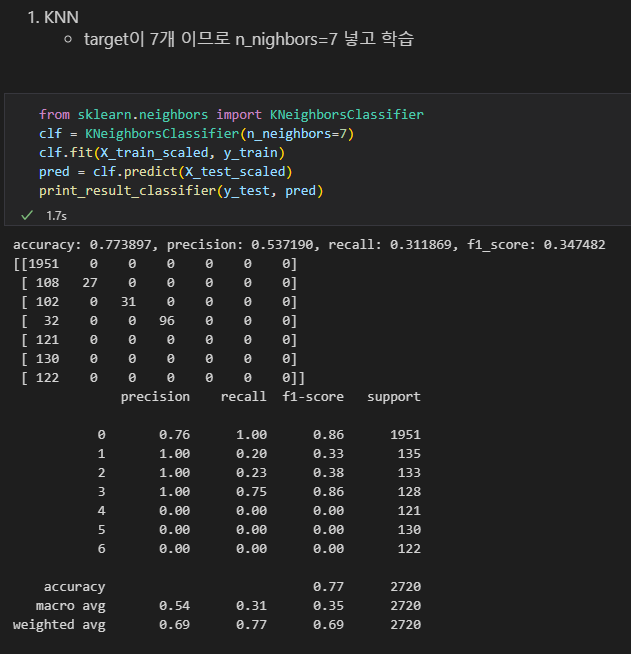 1. KNN
○ target이 7개 이므로 n_nighbors=7 넣고 학습
from sklearn.neighbors import KNeighborsClassifier
clf = KNeighborsClassifier(n_neighbors=7)
clf.fit(X_train_scaled, y_train)
pred = clf.predict(X_test_scaled)
print_result_classifier(y_test, pred)
✓ 1.7s
accuracy: 0.773897, precision: 0.537190, recall: 0.311869, f1_score: 0.347482
[[1951 0 0 0 0 0 0]
[ 108 27 0 0 0 0 0]
[ 102 0 31 0 0 0 0]
[ 32 0 0 96 0 0 0]
[ 121 0 0 0 0 0 0]
[ 130 0 0 0 0 0 0]
[ 122 0 0 0 0 0 0]]
precision recall f1-score support
0 0.76 1.00 0.86 1951
1 1.00 0.20 0.33 135
2 1.00 0.23 0.38 133
3 1.00 0.75 0.86 128
4 0.00 0.00 0.00 121
5 0.00 0.00 0.00 130
6 0.00 0.00 0.00 122
accuracy 0.77 2720
macro avg 0.54 0.31 0.35 2720
weighted avg 0.69 0.77 0.69 2720